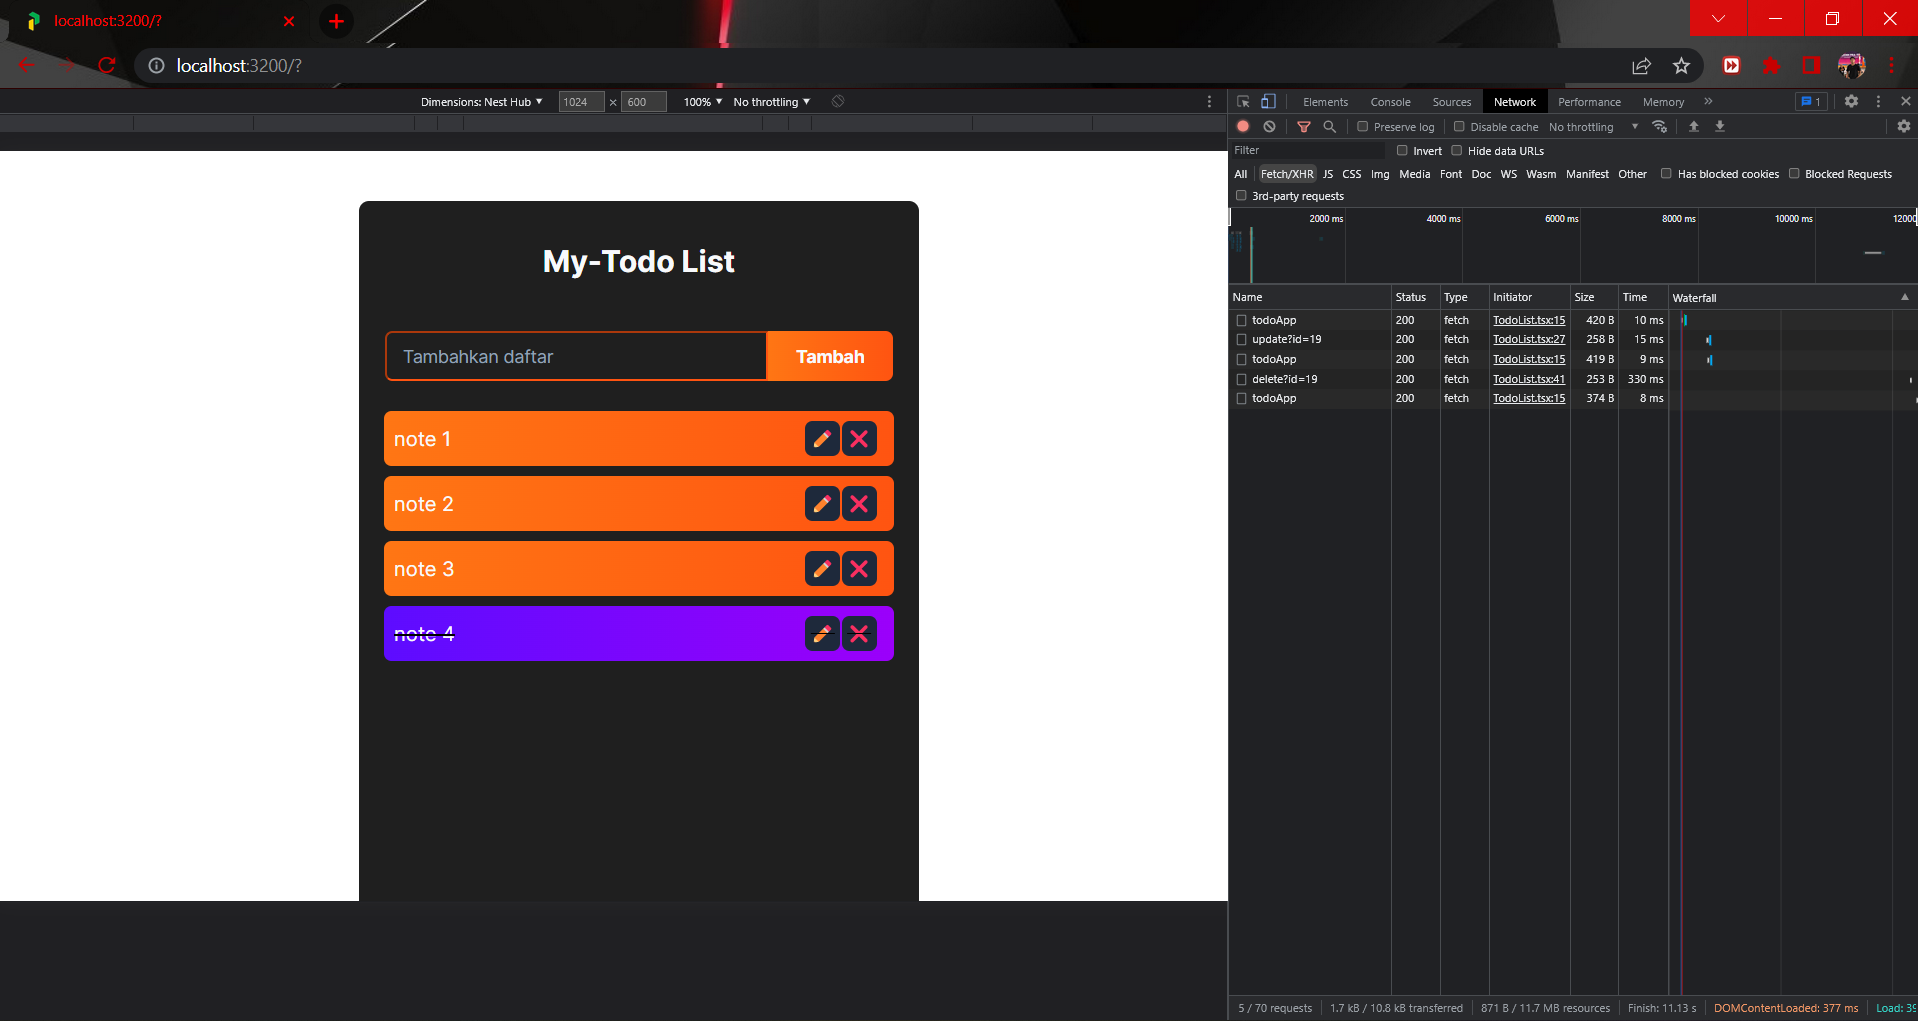 localhost:3200/?
localhost:3200/?
Dimensions: Nest Hub 1024 × 600 100% No throttling
Elements Console Sources Network Performance Memory » 1
Preserve log Disable cache No throttling
Filter Invert Hide data URLs
All Fetch/XHR JS CSS Img Media Font Doc WS Wasm Manifest Other Has blocked cookies Blocked Requests
3rd-party requests
2000 ms 4000 ms 6000 ms 8000 ms 10000 ms 12000
Name Status Type Initiator Size Time Waterfall
todoApp 200 fetch TodoList.tsx:15 420 B 10 ms
update?id=19 200 fetch TodoList.tsx:27 258 B 15 ms
todoApp 200 fetch TodoList.tsx:15 419 B 9 ms
delete?id=19 200 fetch TodoList.tsx:41 253 B 330 ms
todoApp 200 fetch TodoList.tsx:15 374 B 8 ms
My-Todo List
Tambahkan daftar Tambah
note 1
note 2
note 3
note 4
5 / 70 requests 1.7 kB / 10.8 kB transferred 871 B / 11.7 MB resources Finish: 11.13 s DOMContentLoaded: 377 ms Load: 39